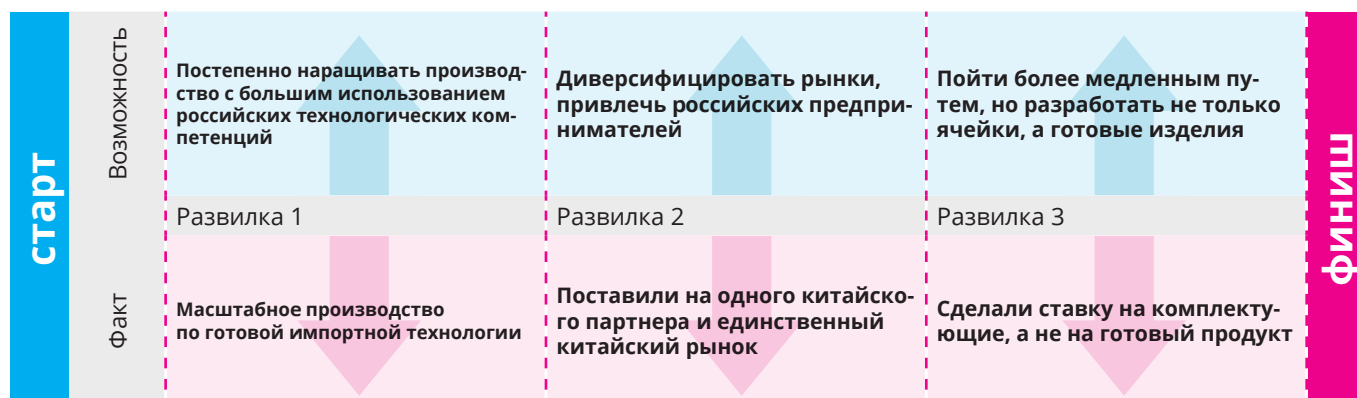 старт
Возможность
Постепенно наращивать производ-
ство с большим использованием
российских технологических ком-
петенций
Диверсифицировать рынки,
привлечь российских предпри-
нимателей
Пойти более медленным пу-
тем, но разработать не только
ячейки, а готовые изделия
Развилка 1
Развилка 2
Развилка 3
Факт
Масштабное производство
по готовой импортной технологии
Поставили на одного китайско-
го партнера и единственный
китайский рынок
Сделали ставку на комплекту-
ющие, а не на готовый продукт
финиш